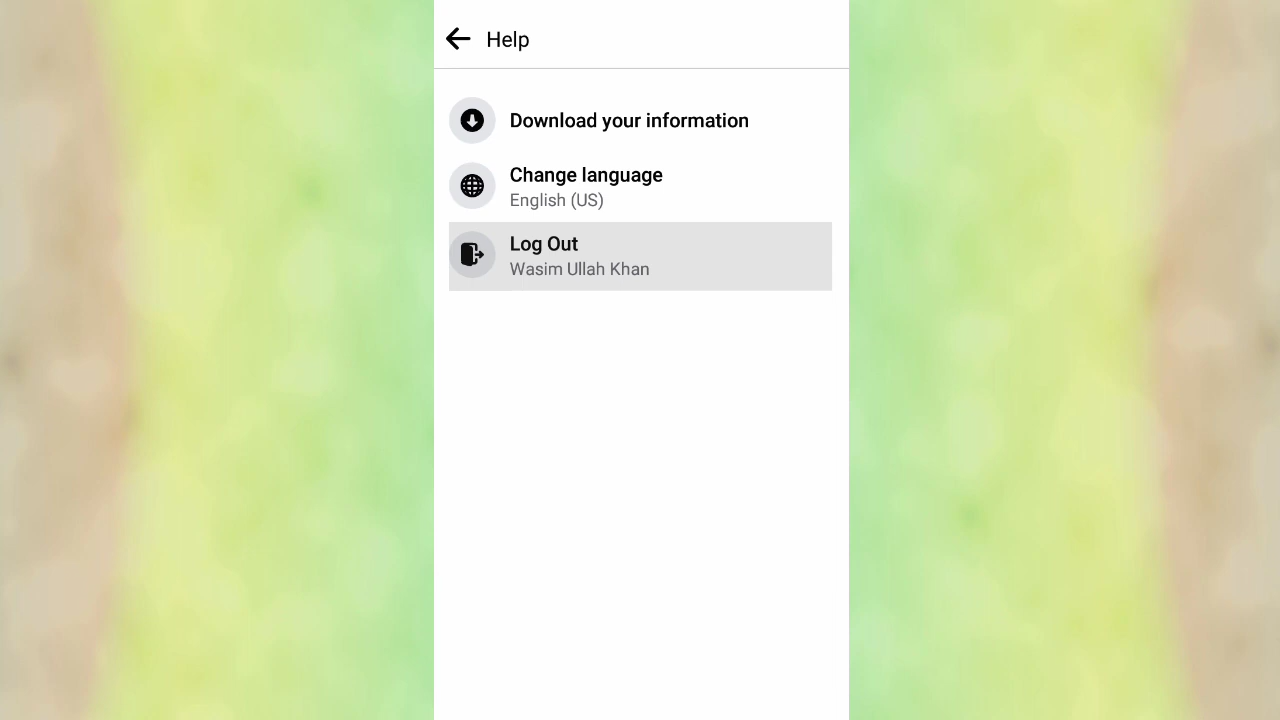 Help
Download your information
Change language
English (US)
Log Out
Wasim Ullah Khan